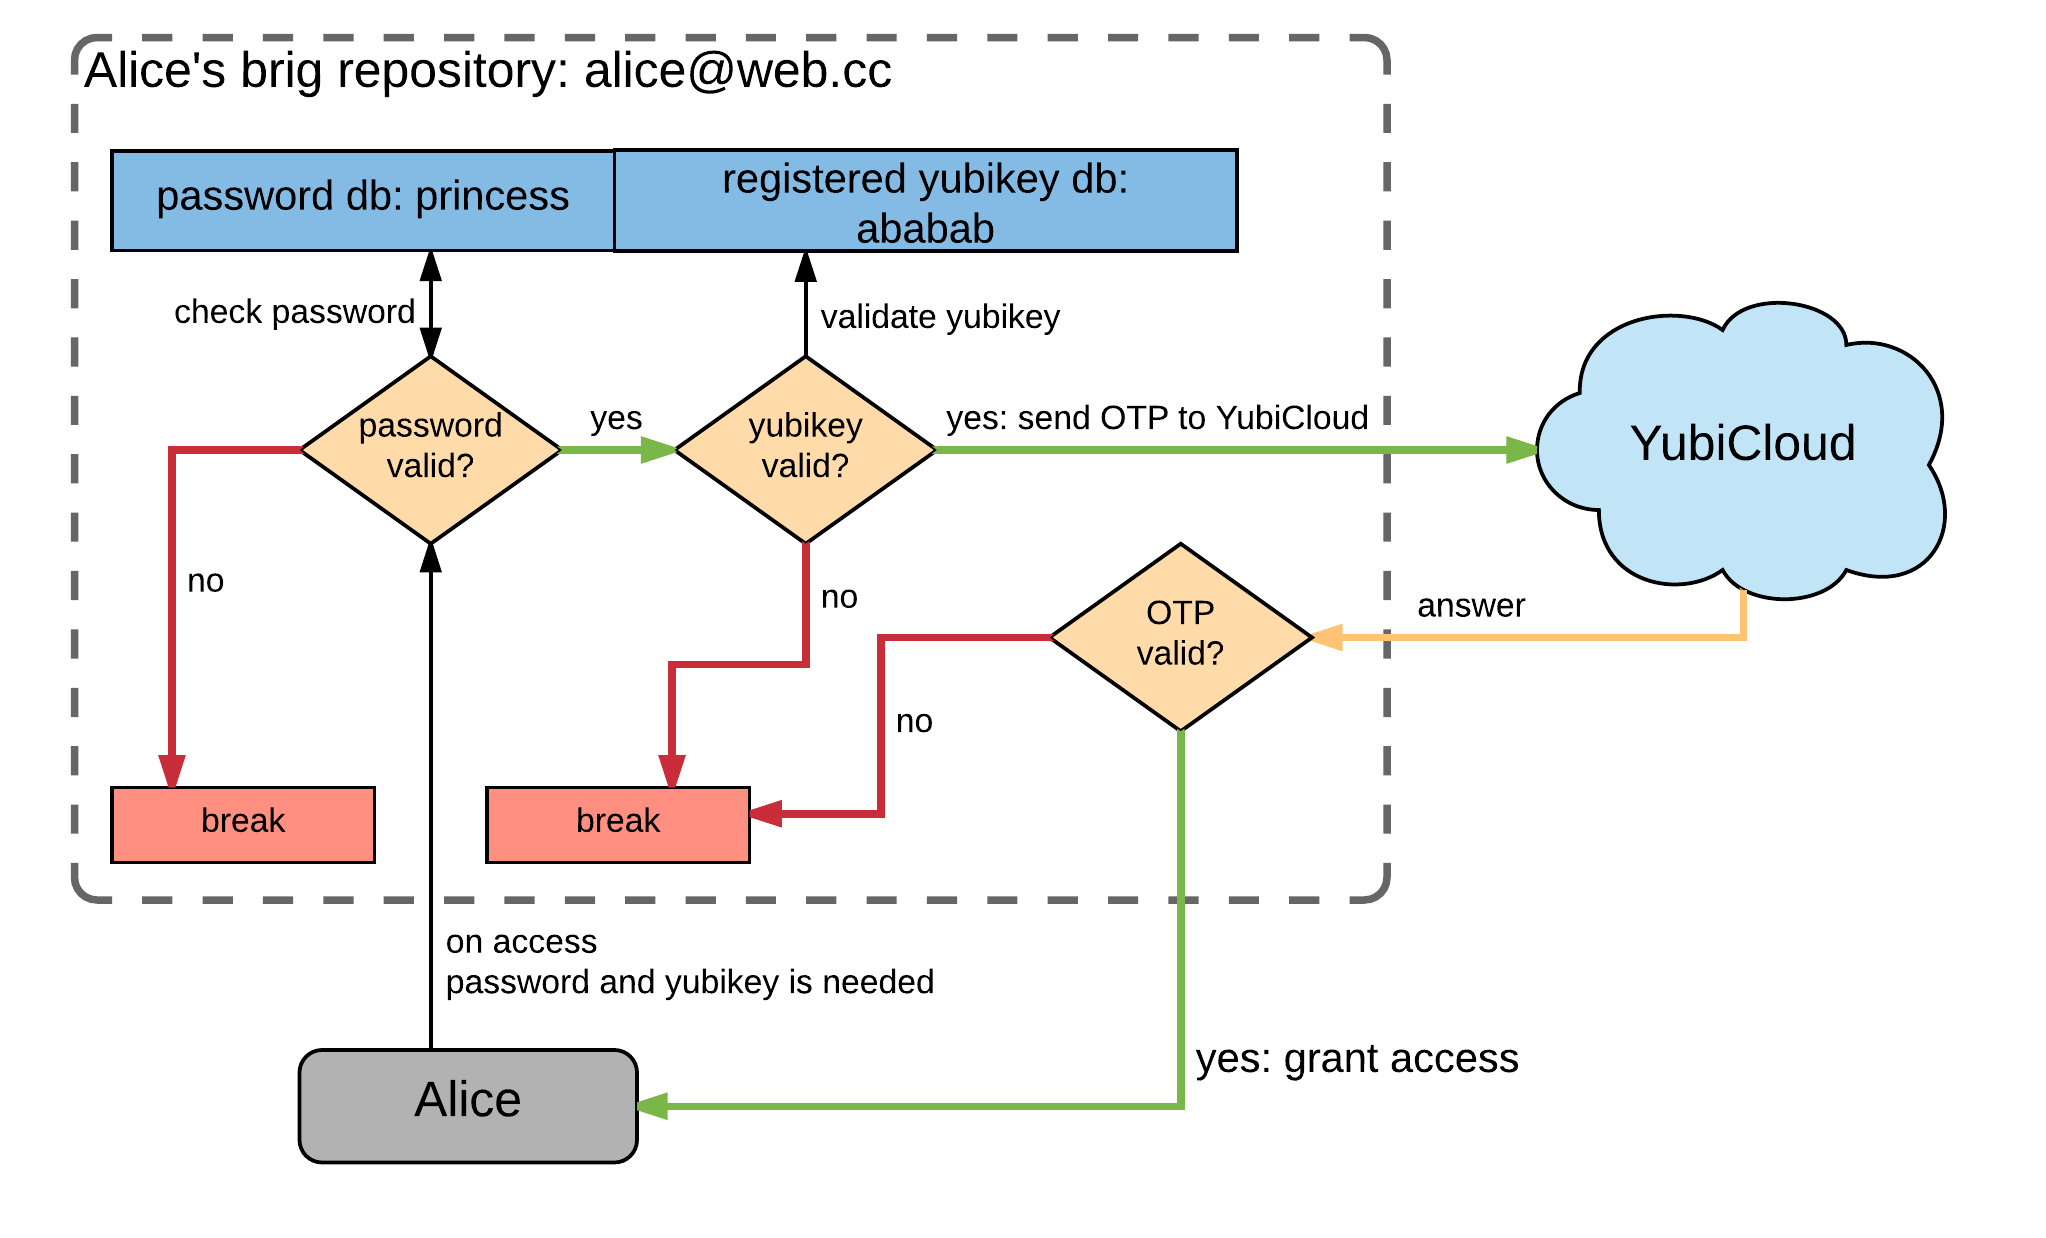 Alice's brig repository: alice@web.cc
password db: princess
registered yubikey db:
ababab
check password
validate yubikey
password
valid?
yes
yubikey
valid?
yes: send OTP to YubiCloud
YubiCloud
no
no
OTP
valid?
answer
no
break
break
on access
password and yubikey is needed
yes: grant access
Alice